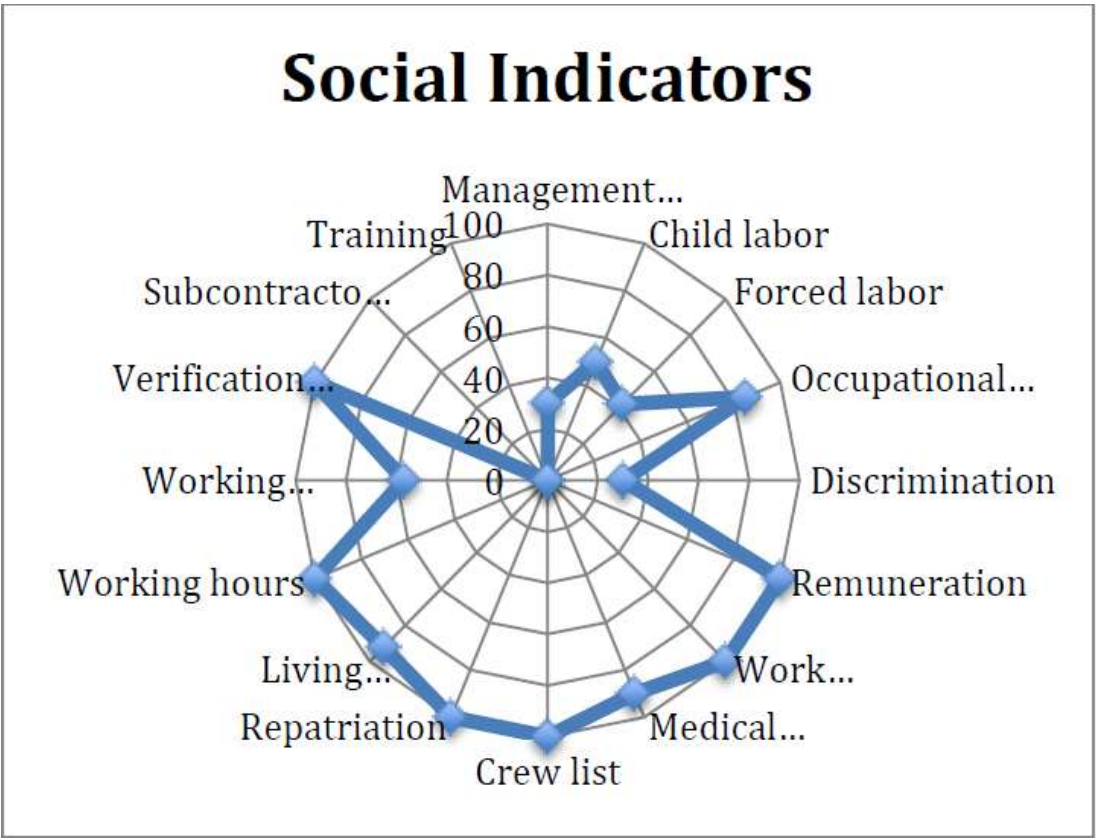 Social Indicators
Management...
Child labor
Forced labor
Occupational...
Discrimination
Remuneration
Work...
Medical...
Crew list
Repatriation
Living...
Working hours
Working...
Verification...
Subcontracto...
Training
100
80
60
40
20
0